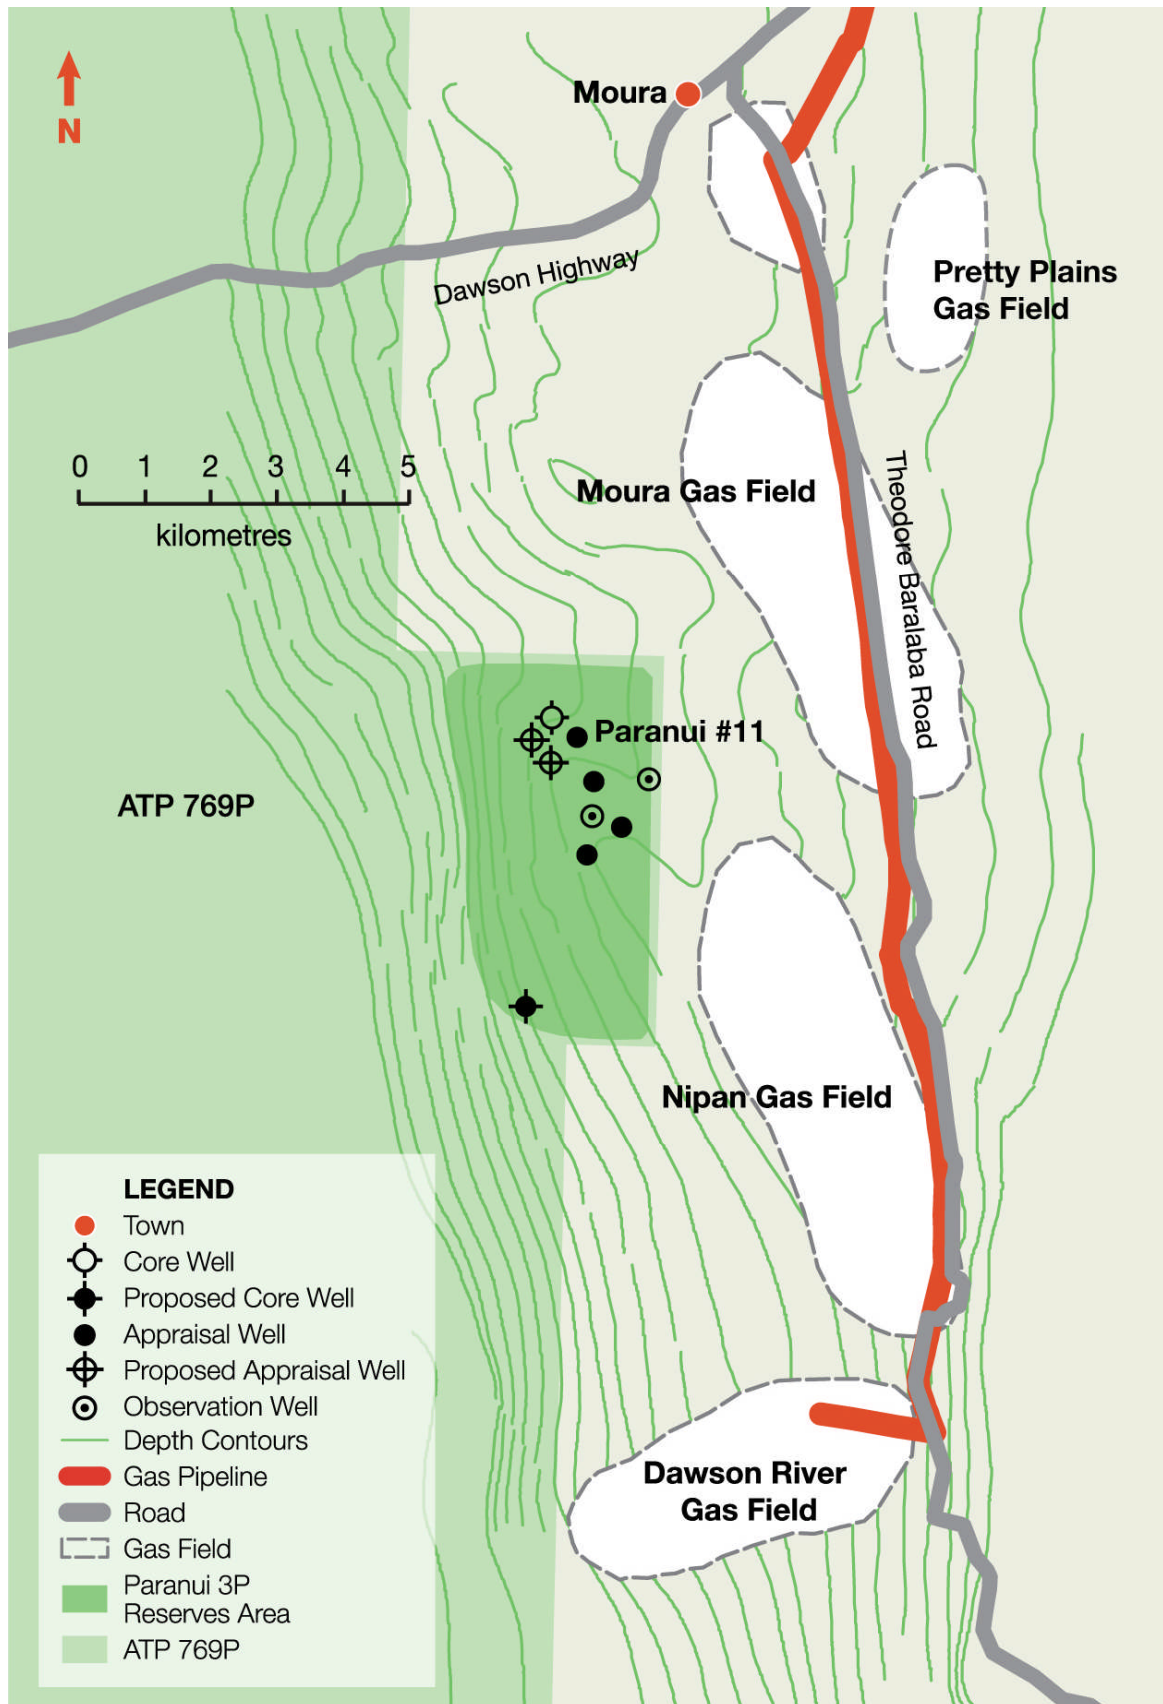 N
Moura
Dawson Highway
Pretty Plains
Gas Field
0 1 2 3 4 5
kilometres
Moura Gas Field
Theodore Baralaba Road
Paranui #11
ATP 769P
Nipan Gas Field
Dawson River
Gas Field
LEGEND
Town
Core Well
Proposed Core Well
Appraisal Well
Proposed Appraisal Well
Observation Well
Depth Contours
Gas Pipeline
Road
Gas Field
Paranui 3P
Reserves Area
ATP 769P